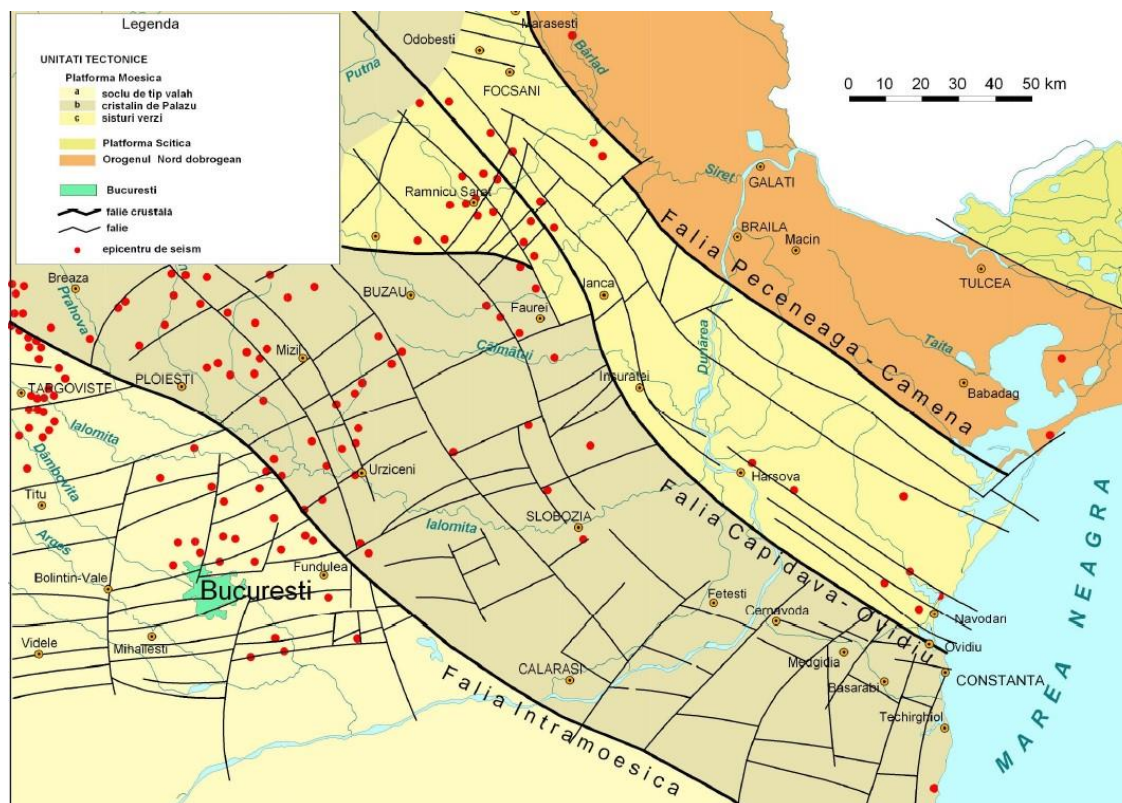 Legenda
UNITATI TECTONICE
Platforma Moesica
a soclu de tip valah
b cristalin de Palazu
c sisturi verzi
Platforma Scitica
Orogenul Nord dobrogean
Bucuresti
falie crustala
falie
epicentru de seism
0 10 20 30 40 50 km
Marasesti
Odobesti
Bârlad
Putna
FOCSANI
Siret
GALATI
Ramnicu Sarat
BRAILA
Macin
TULCEA
Falia Peceneaga - Camena
Breaza
Prahova
BUZAU
Ianca
Faurei
Taita
Călmătui
Dunărea
Mizil
PLOIESTI
TARGOVISTE
Insuratei
Babadag
Ialomita
Dâmbovita
Urziceni
Harsova
Titu
Ialomita
SLOBOZIA
Falia Capidava - Ovidiu
Arges
Bolintin-Vale
Fundulea
Bucuresti
Fetesti
Cernavoda
Navodari
Videle
Mihailesti
Ovidiu
Medgidia
CALARASI
Basarabi
CONSTANTA
Falia Intramoesica
Techirghiol
MAREA NEAGRA